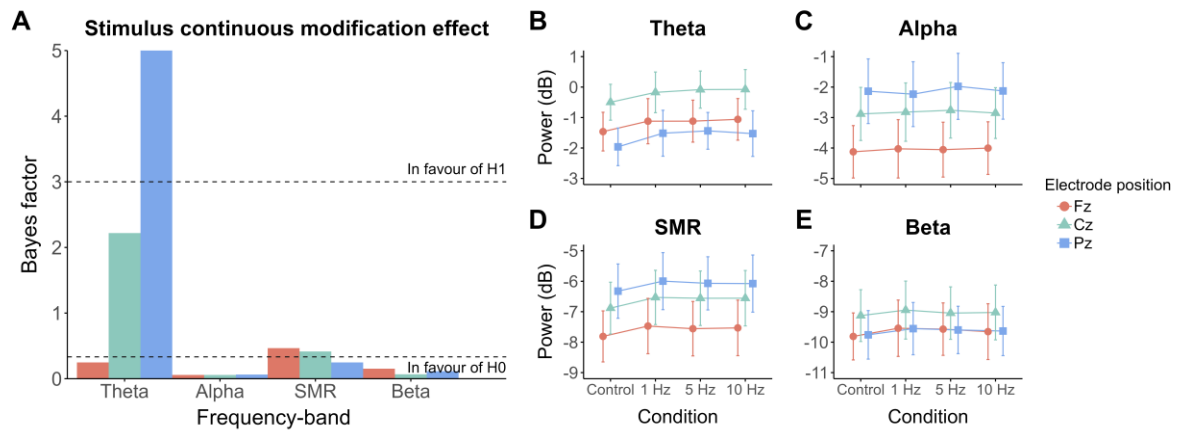 A
Stimulus continuous modification effect
5
4
3
2
1
0
Bayes factor
In favour of H1
In favour of H0
Theta
Alpha
SMR
Beta
Frequency-band
B
Theta
1
0
-1
-2
-3
Power (dB)
C
Alpha
-1
-2
-3
-4
-5
D
SMR
-5
-6
-7
-8
-9
Power (dB)
Control 1 Hz 5 Hz 10 Hz
Condition
E
Beta
-7
-8
-9
-10
-11
Control 1 Hz 5 Hz 10 Hz
Condition
Electrode position
Fz
Cz
Pz